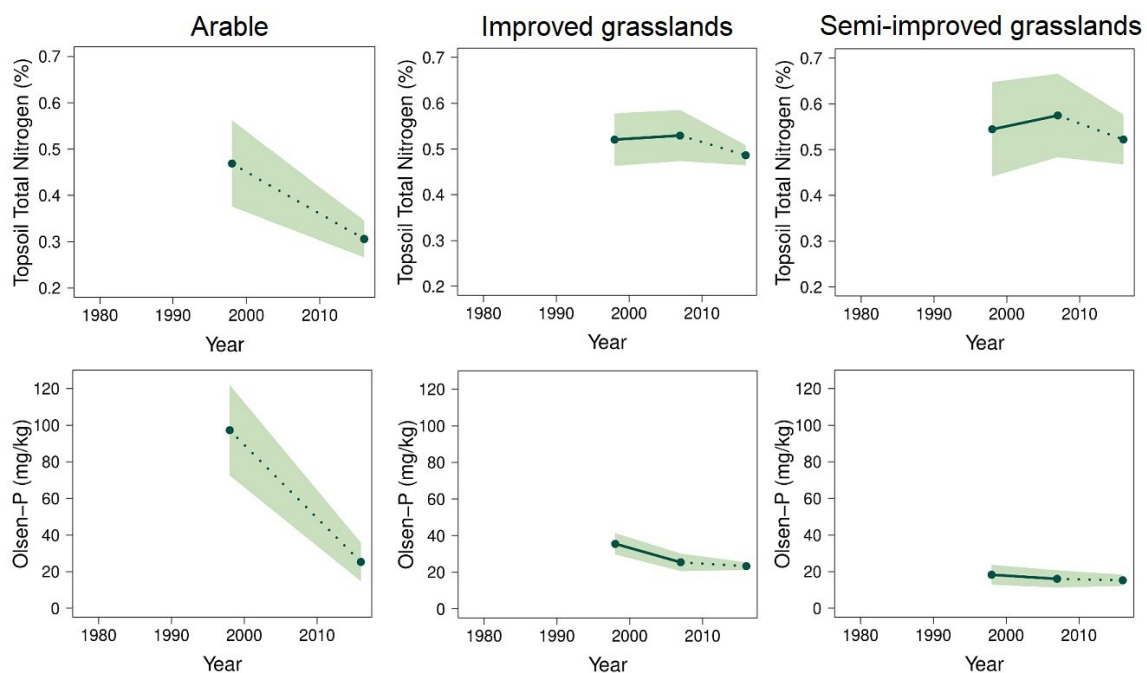 Arable
Improved grasslands
Semi-improved grasslands
Topsoil Total Nitrogen (%)
0.7
0.6
0.5
0.4
0.3
0.2
1980 1990 2000 2010
Year
Topsoil Total Nitrogen (%)
0.7
0.6
0.5
0.4
0.3
0.2
1980 1990 2000 2010
Year
Topsoil Total Nitrogen (%)
0.7
0.6
0.5
0.4
0.3
0.2
1980 1990 2000 2010
Year
Olsen−P (mg/kg)
120
100
80
60
40
20
0
1980 1990 2000 2010
Year
Olsen−P (mg/kg)
120
100
80
60
40
20
0
1980 1990 2000 2010
Year
Olsen−P (mg/kg)
120
100
80
60
40
20
0
1980 1990 2000 2010
Year